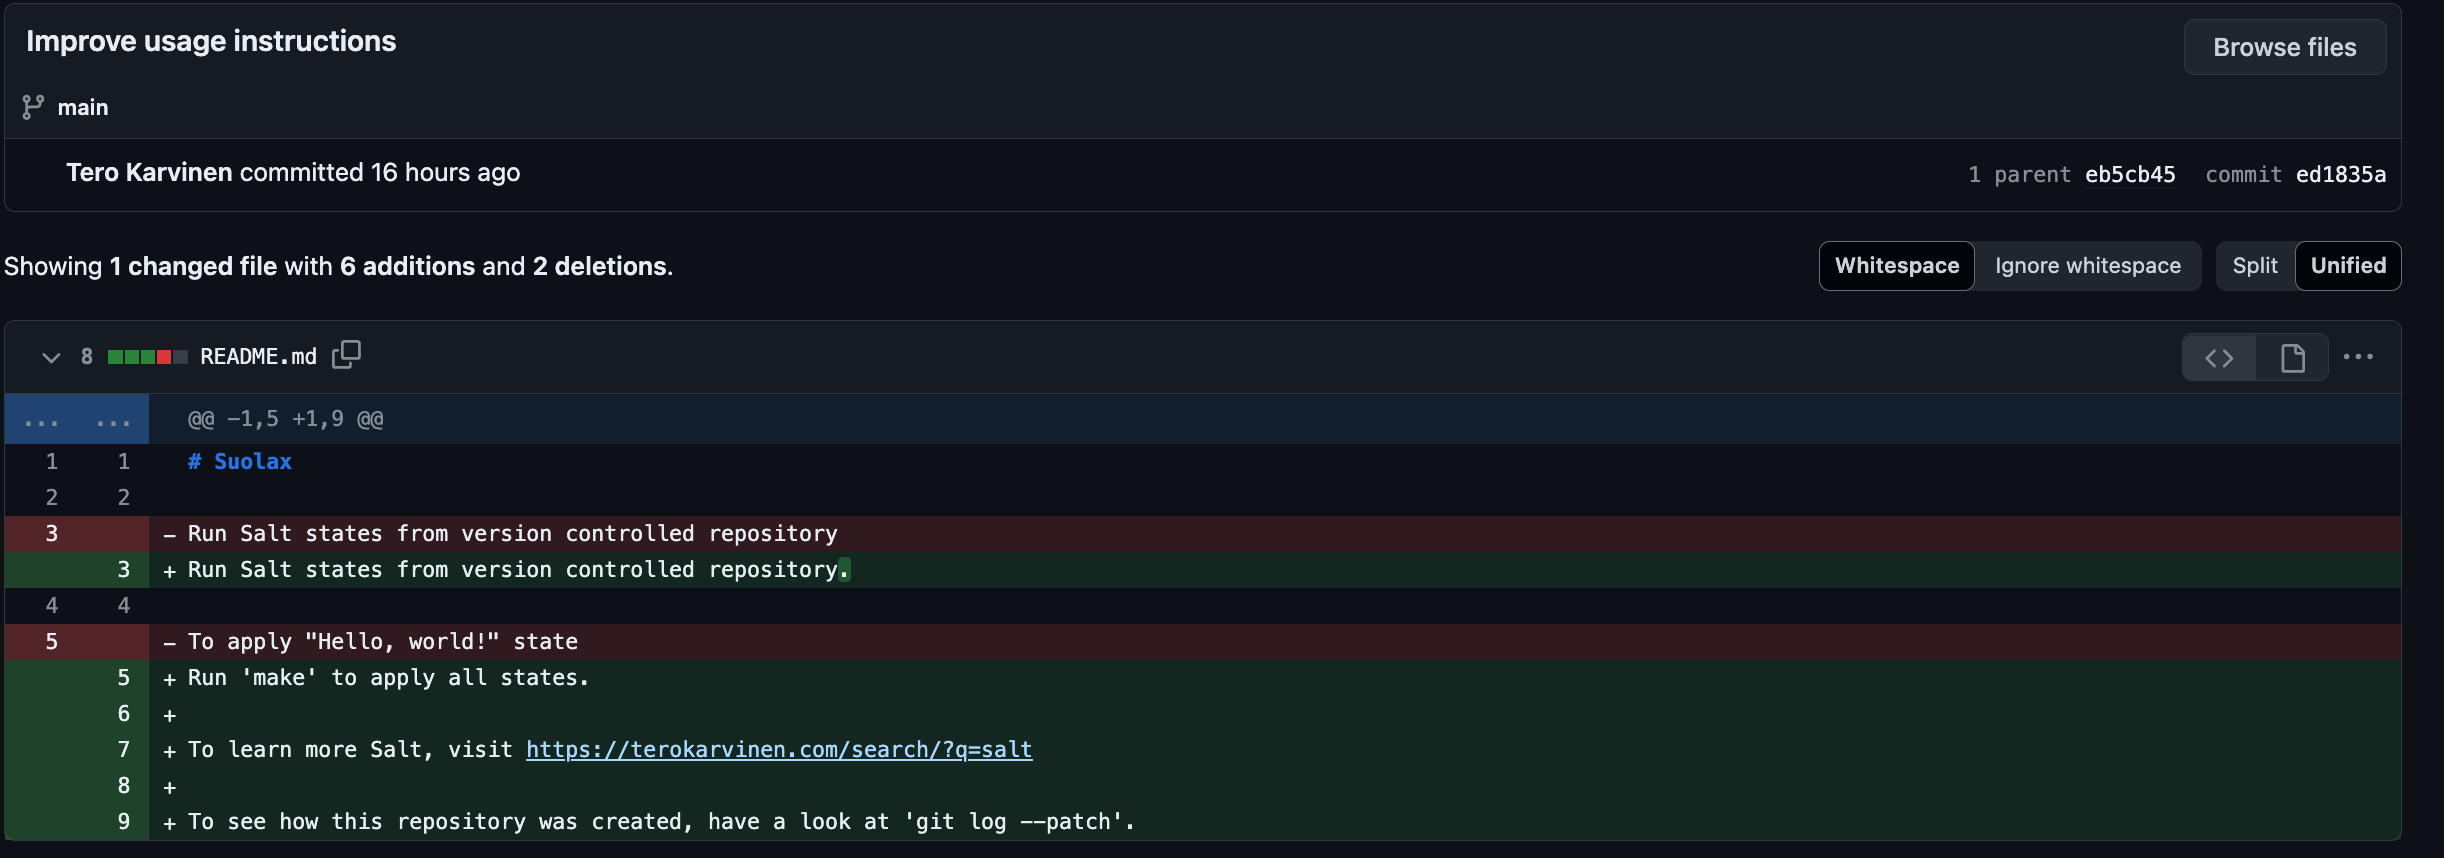 Improve usage instructions
Browse files
main
Tero Karvinen committed 16 hours ago
1 parent eb5cb45 commit ed1835a
Showing 1 changed file with 6 additions and 2 deletions.
Whitespace Ignore whitespace Split Unified
8 README.md
... ... @@ -1,5 +1,9 @@
1 1 # Suolax
2 2
3 - Run Salt states from version controlled repository
3 + Run Salt states from version controlled repository.
4 4
5 - To apply "Hello, world!" state
5 + Run 'make' to apply all states.
6 +
7 + To learn more Salt, visit https://terokarvinen.com/search/?q=salt
8 +
9 + To see how this repository was created, have a look at 'git log --patch'.